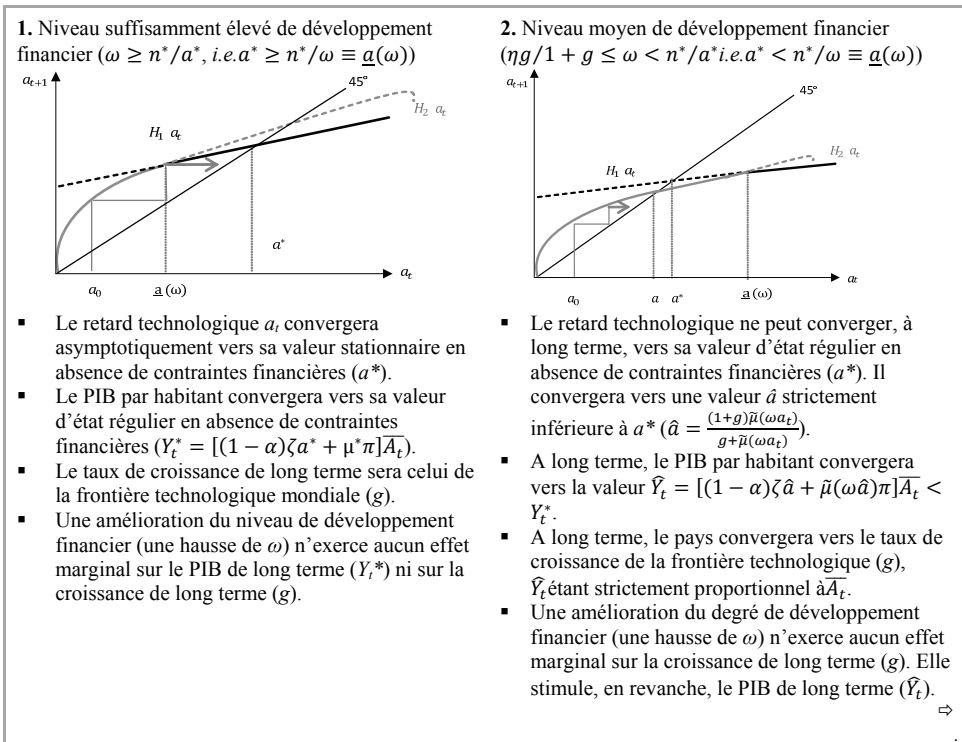 1. Niveau suffisamment élevé de développement
financier (ω ≥ n*/a*, i.e.a* ≥ n*/ω ≡ a(ω))
a_{t+1}
45°
H_2 a_t
H_1 a_t
a*
a_t
a_0
a (ω)
▪ Le retard technologique a_t convergera
asymptotiquement vers sa valeur stationnaire en
absence de contraintes financières (a*).
▪ Le PIB par habitant convergera vers sa valeur
d’état régulier en absence de contraintes
financières (Y_t* = [(1 − α)ζa* + µ*π]A̅_t).
▪ Le taux de croissance de long terme sera celui de
la frontière technologique mondiale (g).
▪ Une amélioration du niveau de développement
financier (une hausse de ω) n’exerce aucun effet
marginal sur le PIB de long terme (Y_t*) ni sur la
croissance de long terme (g).
2. Niveau moyen de développement financier
(ηg/1 + g ≤ ω < n*/a*i.e.a* < n*/ω ≡ a(ω))
a_{t+1}
45°
H_2 a_t
H_1 a_t
a_t
a_0
a
a*
a (ω)
▪ Le retard technologique ne peut converger, à
long terme, vers sa valeur d’état régulier en
absence de contraintes financières (a*). Il
convergera vers une valeur â strictement
inférieure à a* (â = (1+g)µ̃(ωa_t) / g+µ̃(ωa_t)).
▪ A long terme, le PIB par habitant convergera
vers la valeur Ŷ_t = [(1 − α)ζâ + µ̃(ωâ)π]A̅_t <
Y_t*.
▪ A long terme, le pays convergera vers le taux de
croissance de la frontière technologique (g),
Ŷ_t étant strictement proportionnel àA̅_t.
▪ Une amélioration du degré de développement
financier (une hausse de ω) n’exerce aucun effet
marginal sur la croissance de long terme (g). Elle
stimule, en revanche, le PIB de long terme (Ŷ_t).
⇨
.